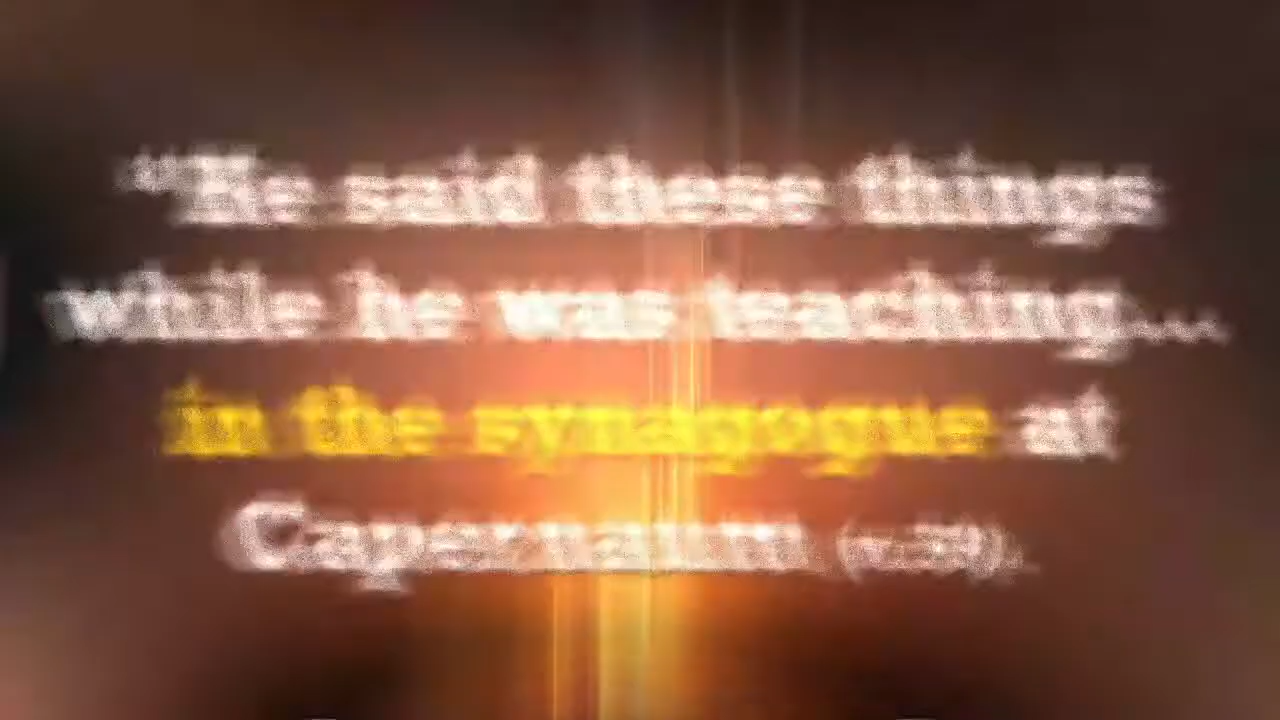 "He said these things
while he was teaching...
in the synagogue at
Capernaum